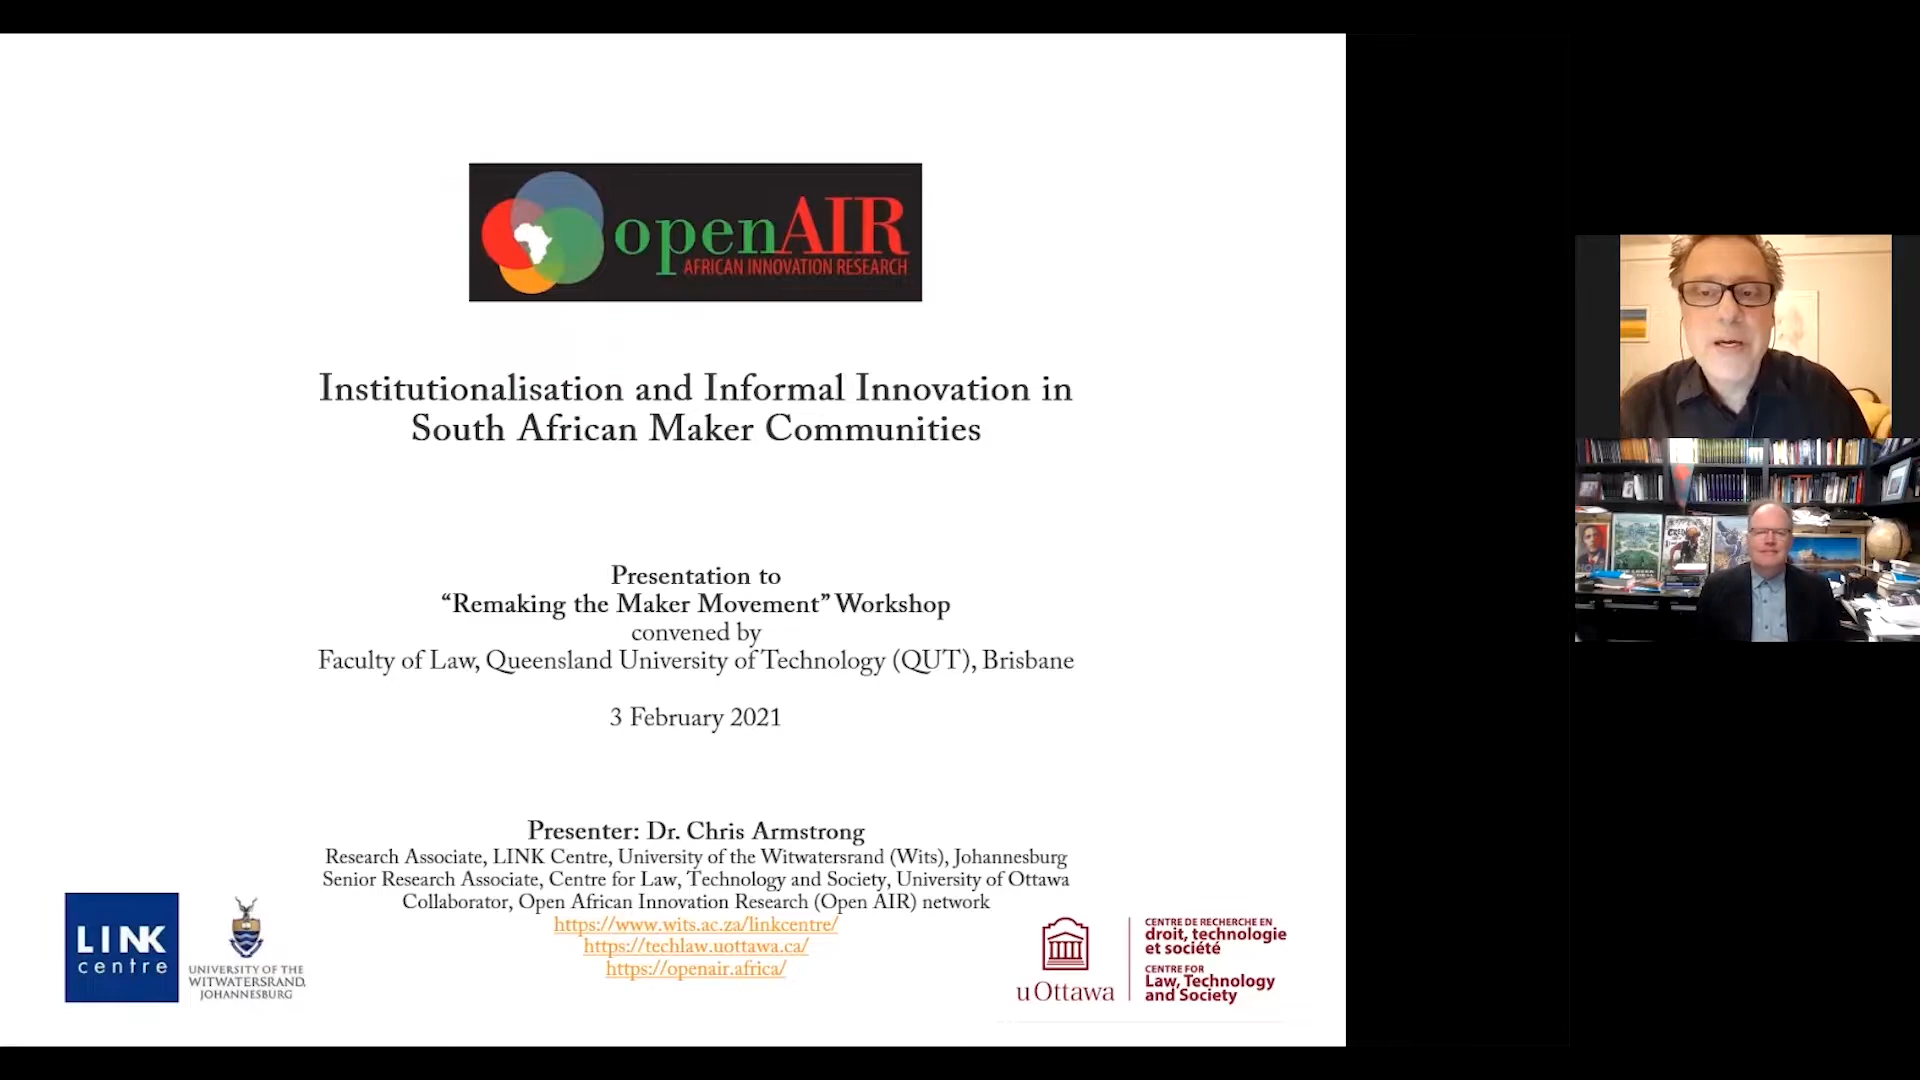 openAIR
AFRICAN INNOVATION RESEARCH
Institutionalisation and Informal Innovation in
South African Maker Communities
Presentation to
“Remaking the Maker Movement” Workshop
convened by
Faculty of Law, Queensland University of Technology (QUT), Brisbane
3 February 2021
Presenter: Dr. Chris Armstrong
Research Associate, LINK Centre, University of the Witwatersrand (Wits), Johannesburg
Senior Research Associate, Centre for Law, Technology and Society, University of Ottawa
Collaborator, Open African Innovation Research (Open AIR) network
https://www.wits.ac.za/linkcentre/
https://techlaw.uottawa.ca/
https://openair.africa/
LINK
centre
UNIVERSITY OF THE
WITWATERSRAND,
JOHANNESBURG
uOttawa
CENTRE DE RECHERCHE EN
droit, technologie
et société
CENTRE FOR
Law, Technology
and Society